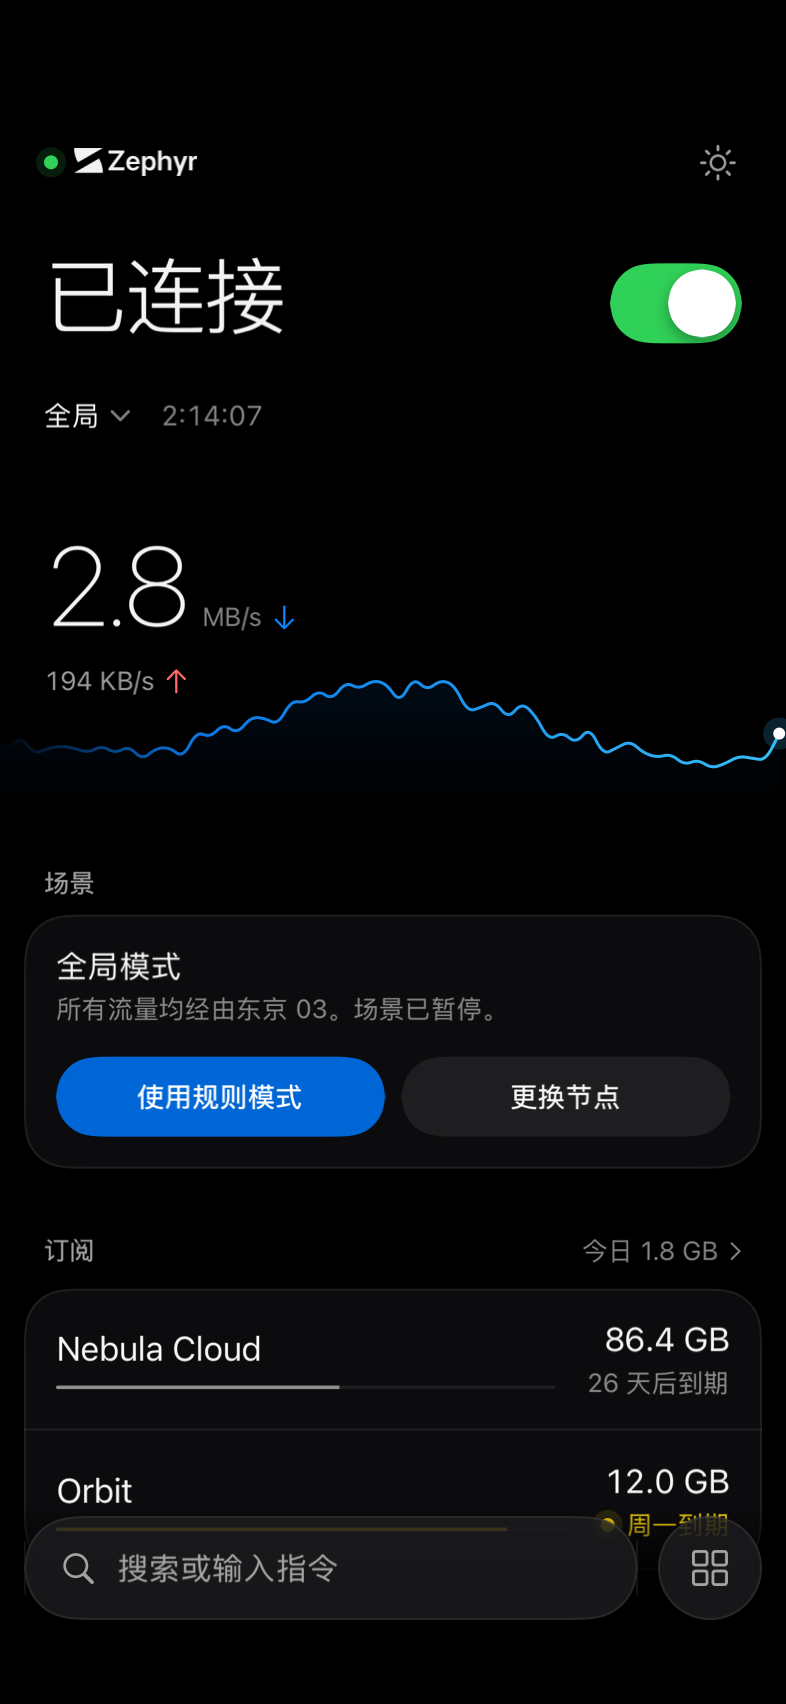 Zephyr
已连接
全局 2:14:07
2.8 MB/s ↓
194 KB/s ↑
场景
全局模式
所有流量均经由东京 03。场景已暂停。
使用规则模式 更换节点
订阅 今日 1.8 GB
Nebula Cloud 86.4 GB
26 天后到期
Orbit 12.0 GB
周一到期
搜索或输入指令